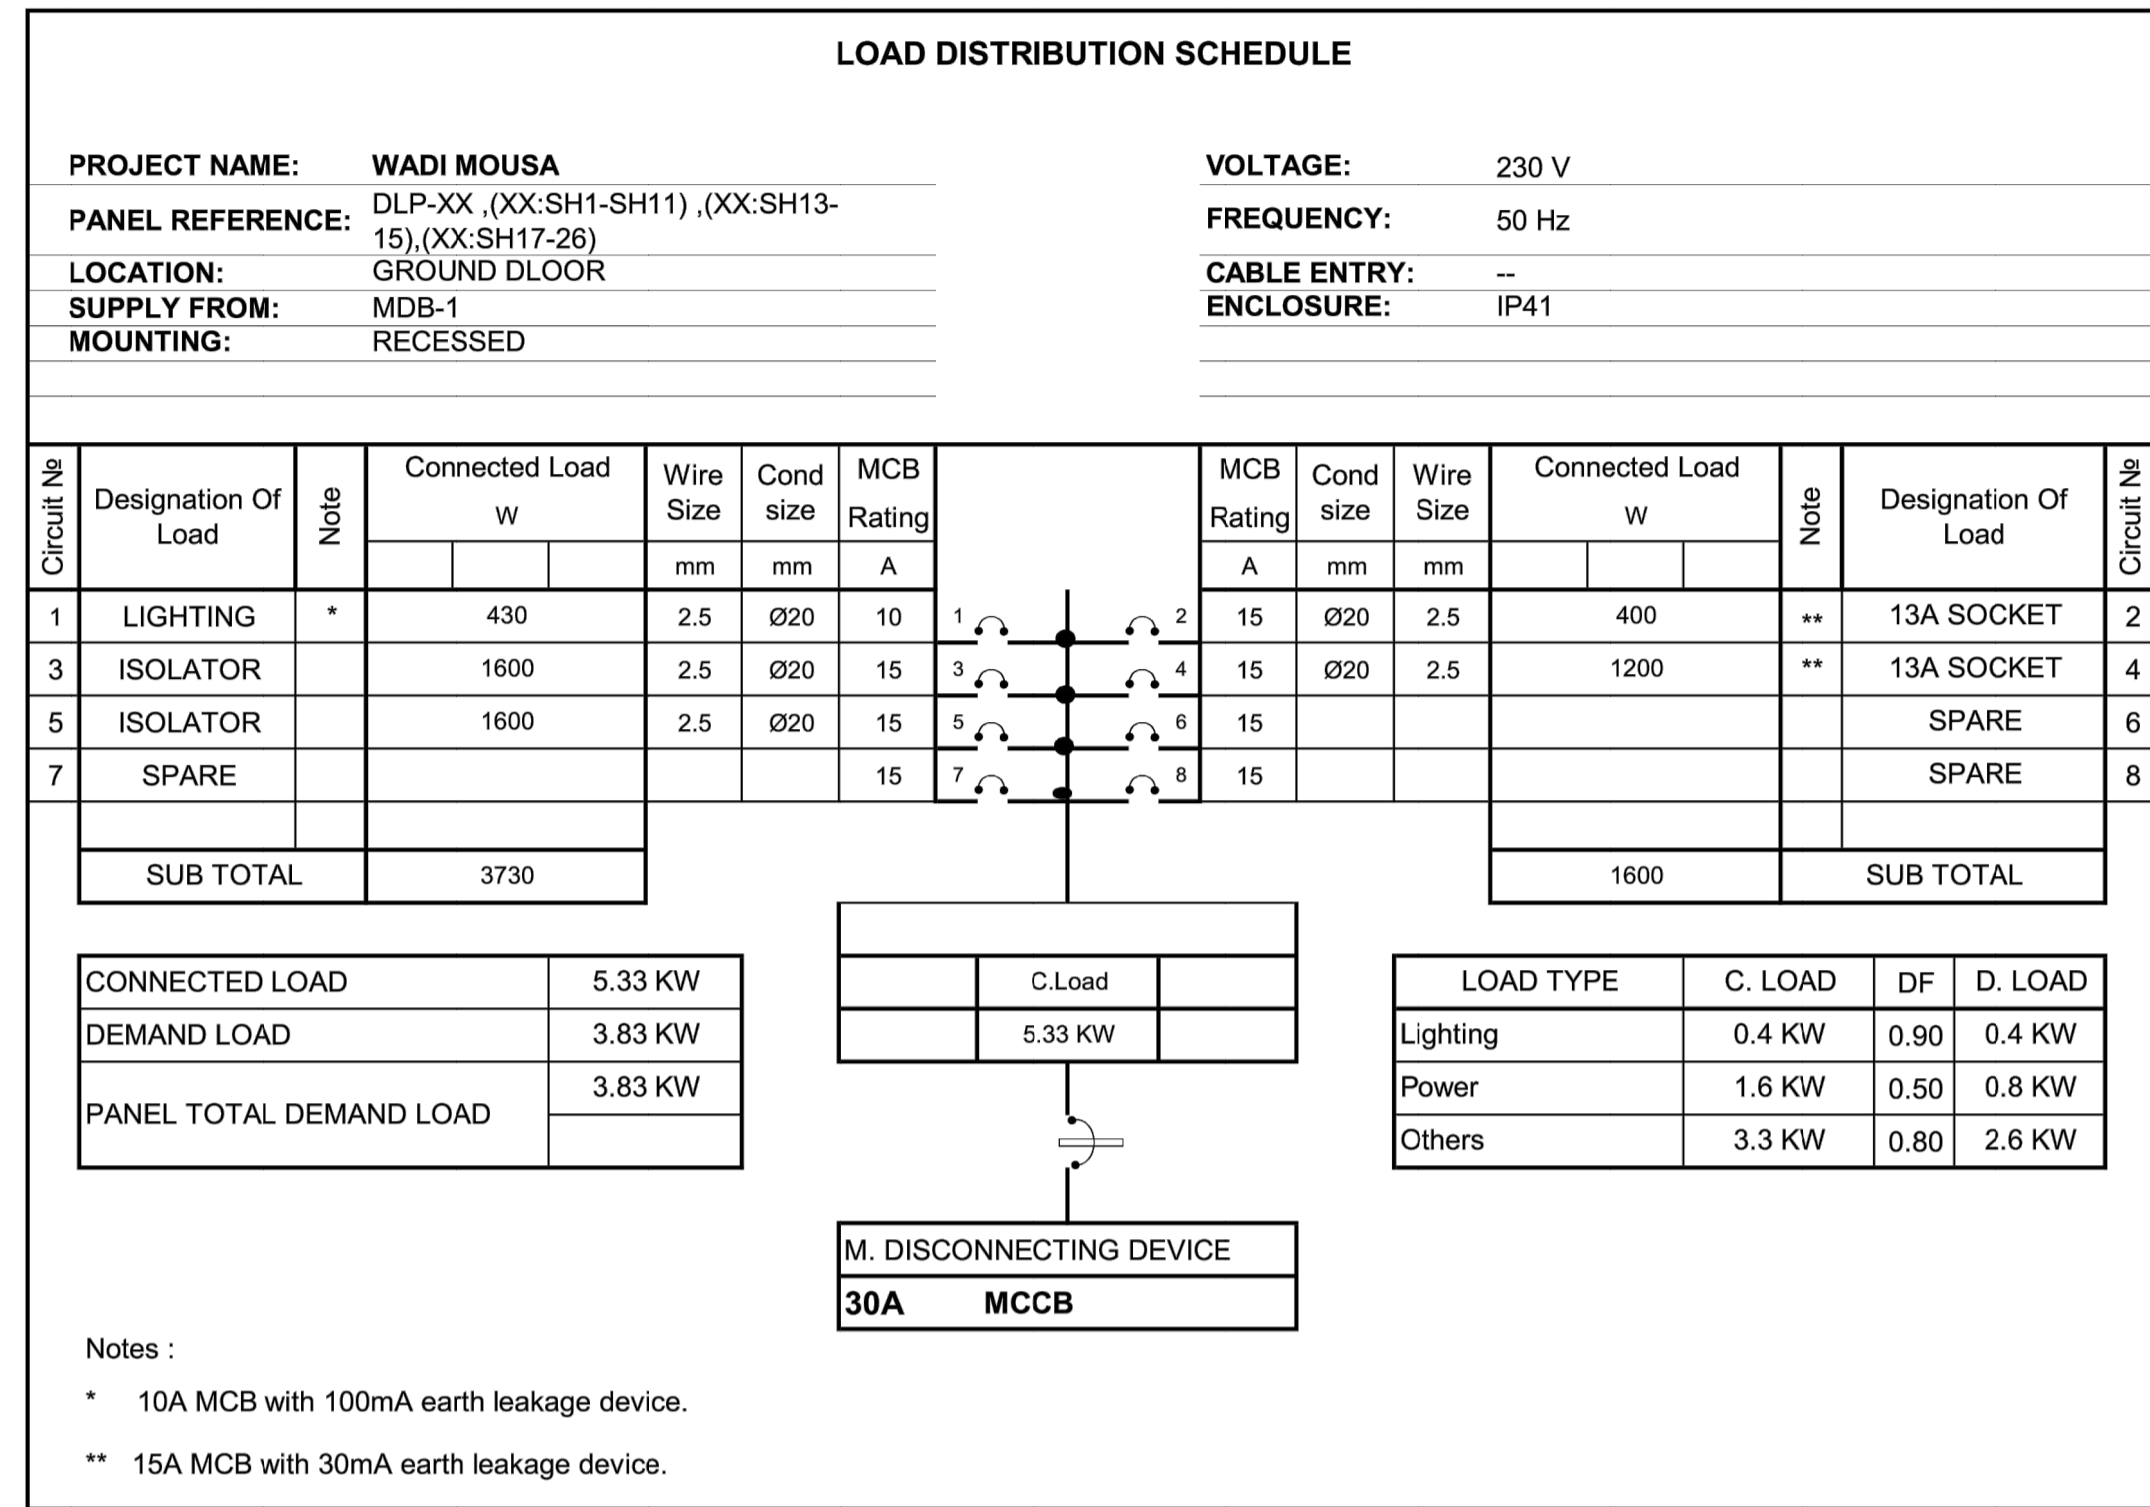 LOAD DISTRIBUTION SCHEDULE
PROJECT NAME: WADI MOUSA
VOLTAGE: 230 V
PANEL REFERENCE: DLP-XX ,(XX:SH1-SH11) ,(XX:SH13-
15),(XX:SH17-26)
FREQUENCY: 50 Hz
LOCATION: GROUND DLOOR
CABLE ENTRY: --
SUPPLY FROM: MDB-1
ENCLOSURE: IP41
MOUNTING: RECESSED
Circuit № Designation Of Load Note Connected Load W Wire Size mm Cond size mm MCB Rating A MCB Rating A Cond size mm Wire Size mm Connected Load W Note Designation Of Load Circuit №
1 LIGHTING * 430 2.5 Ø20 10 1 2 15 Ø20 2.5 400 ** 13A SOCKET 2
3 ISOLATOR 1600 2.5 Ø20 15 3 4 15 Ø20 2.5 1200 ** 13A SOCKET 4
5 ISOLATOR 1600 2.5 Ø20 15 5 6 15 SPARE 6
7 SPARE 15 7 8 15 SPARE 8
SUB TOTAL 3730 1600 SUB TOTAL
CONNECTED LOAD 5.33 KW
DEMAND LOAD 3.83 KW
PANEL TOTAL DEMAND LOAD 3.83 KW
C.Load
5.33 KW
LOAD TYPE C. LOAD DF D. LOAD
Lighting 0.4 KW 0.90 0.4 KW
Power 1.6 KW 0.50 0.8 KW
Others 3.3 KW 0.80 2.6 KW
M. DISCONNECTING DEVICE
30A MCCB
Notes :
* 10A MCB with 100mA earth leakage device.
** 15A MCB with 30mA earth leakage device.